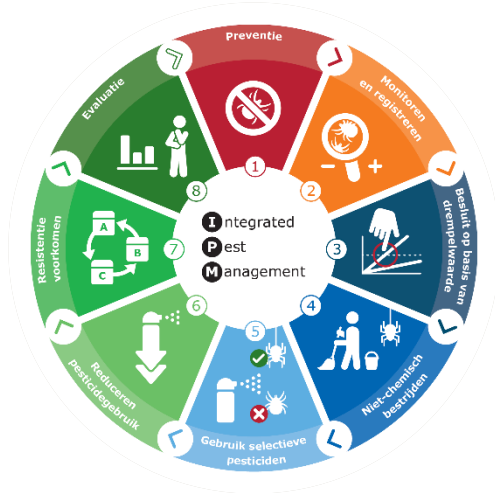 Preventie
1
Monitoren
en registreren
2
Besluit op basis van
drempelwaarde
3
Niet-chemisch
bestrijden
4
Gebruik selectieve
pesticiden
5
Reduceren
pesticidegebruik
6
Resistentie
voorkomen
7
A
B
C
Evaluatie
8
Integrated
Pest
Management